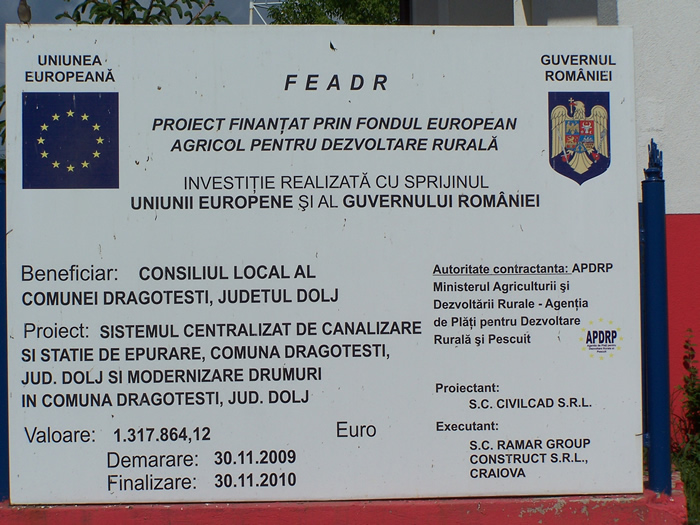 UNIUNEA
EUROPEANĂ
FEADR
GUVERNUL
ROMÂNIEI
PROIECT FINANȚAT PRIN FONDUL EUROPEAN
AGRICOL PENTRU DEZVOLTARE RURALĂ
INVESTIȚIE REALIZATĂ CU SPRIJINUL
UNIUNII EUROPENE ȘI AL GUVERNULUI ROMÂNIEI
Beneficiar: CONSILIUL LOCAL AL
COMUNEI DRAGOTESTI, JUDETUL DOLJ
Proiect: SISTEMUL CENTRALIZAT DE CANALIZARE
SI STATIE DE EPURARE, COMUNA DRAGOTESTI,
JUD. DOLJ SI MODERNIZARE DRUMURI
IN COMUNA DRAGOTESTI, JUD. DOLJ
Valoare: 1.317.864,12 Euro
Demarare: 30.11.2009
Finalizare: 30.11.2010
Autoritate contractanta: APDRP
Ministerul Agriculturii și
Dezvoltării Rurale - Agenția
de Plăți pentru Dezvoltare
Rurală și Pescuit
APDRP
Proiectant:
S.C. CIVILCAD S.R.L.
Executant:
S.C. RAMAR GROUP
CONSTRUCT S.R.L.,
CRAIOVA